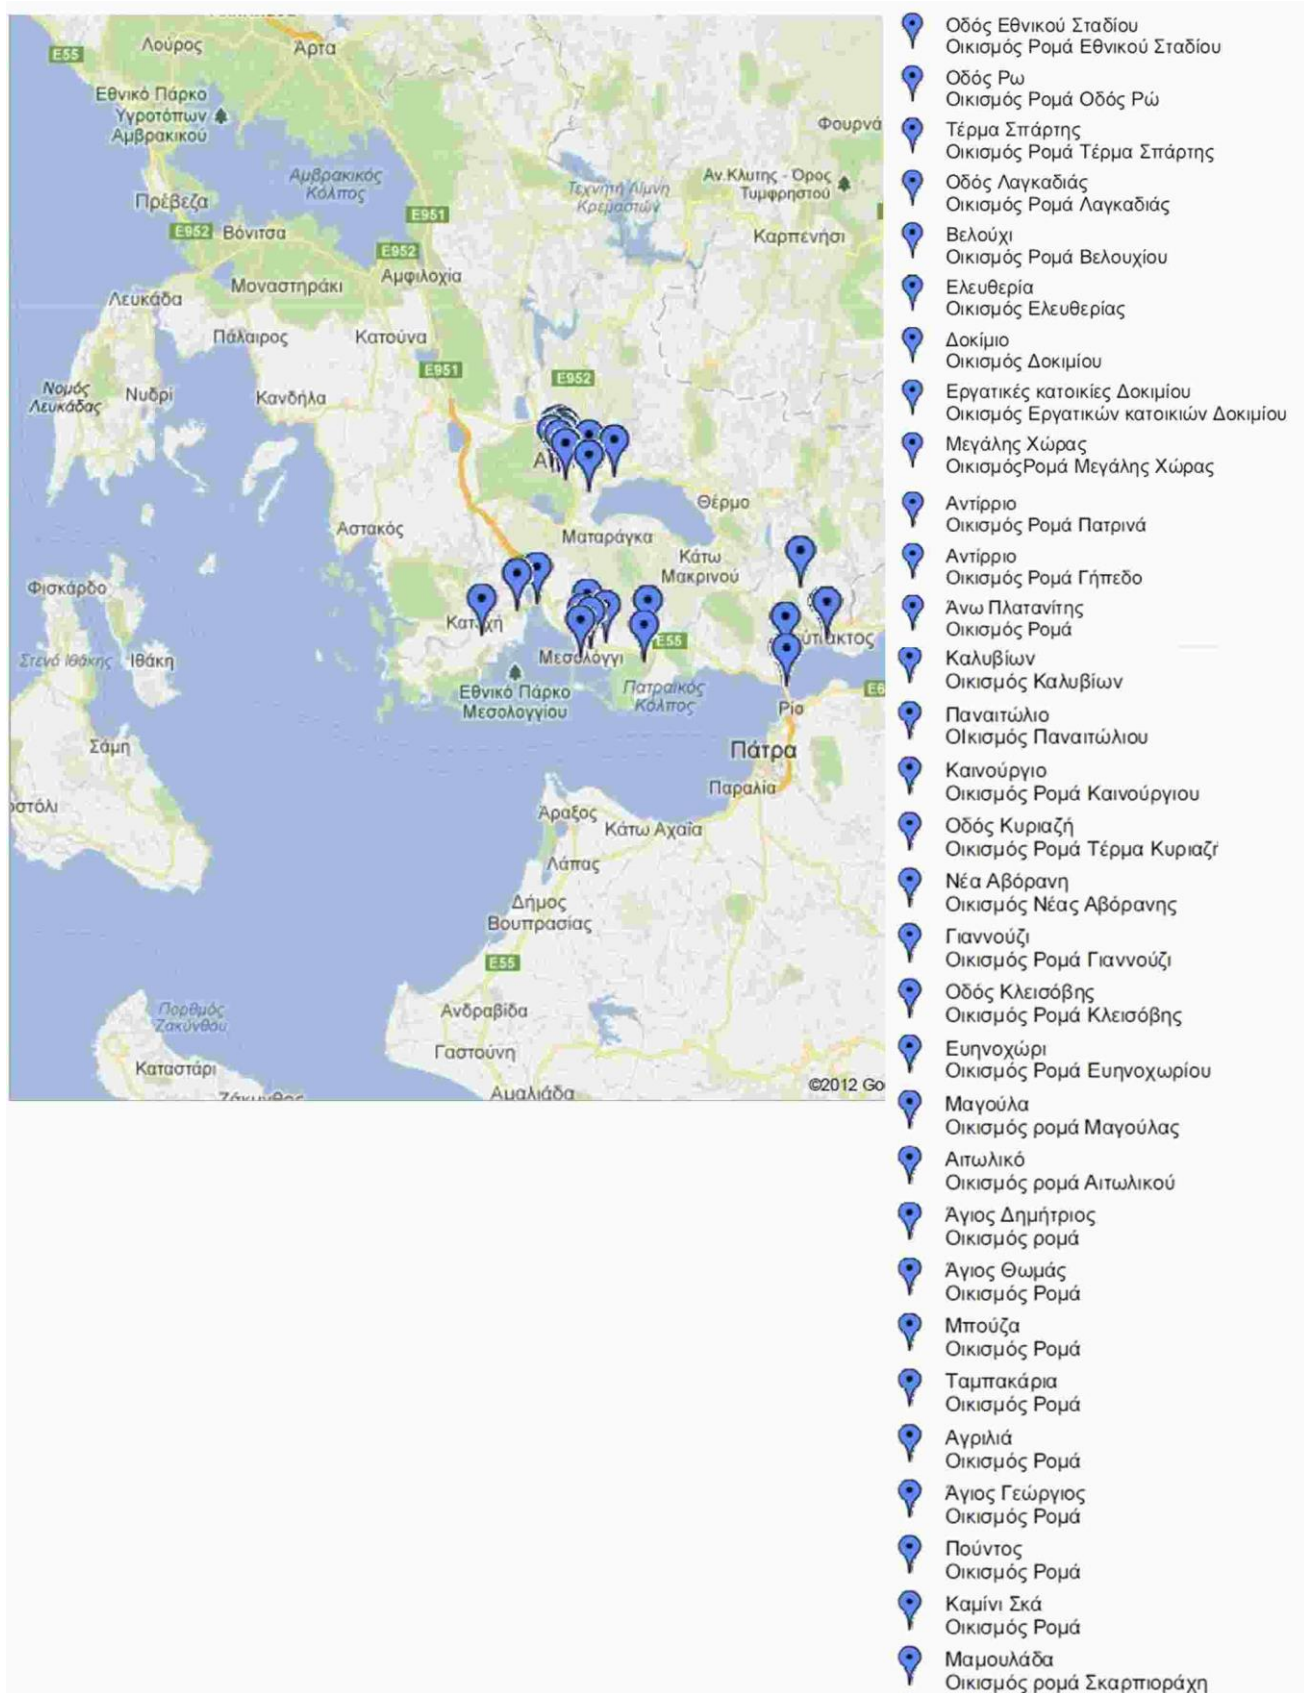 Λούρος
Άρτα
E55
Εθνικό Πάρκο
Υγροτόπων
Αμβρακικού
Φουρνά
Αμβρακικός
Κόλπος
Τεχνητή Λίμνη
Κρεμαστών
Αν.Κλυτης - Όρος
Τυμφρηστού
Πρέβεζα
E951
E952
Βόνιτσα
Καρπενήσι
E952
Αμφιλοχία
Μοναστηράκι
Λευκάδα
Πάλαιρος
Κατούνα
E951
E952
Νομός
Λευκάδας
Νυδρί
Κανδήλα
Θέρμο
Αστακός
Ματαράγκα
Κάτω
Μακρινού
Φισκάρδο
Στενό Ιθάκης
Ιθάκη
Μεσολόγγι
E55
Εθνικό Πάρκο
Μεσολογγίου
Πατραϊκός
Κόλπος
Ρίο
Σάμη
Πάτρα
Παραλία
Άραξος
Κάτω Αχαΐα
Λάπας
Δήμος
Βουπρασίας
E55
Ανδραβίδα
Πορθμός
Ζακύνθου
Γαστούνη
Καταστάρι
Αμαλιάδα
©2012 Go
Οδός Εθνικού Σταδίου
Οικισμός Ρομά Εθνικού Σταδίου
Οδός Ρω
Οικισμός Ρομά Οδός Ρώ
Τέρμα Σπάρτης
Οικισμός Ρομά Τέρμα Σπάρτης
Οδός Λαγκαδιάς
Οικισμός Ρομά Λαγκαδιάς
Βελούχι
Οικισμός Ρομά Βελουχίου
Ελευθερία
Οικισμός Ελευθερίας
Δοκίμιο
Οικισμός Δοκιμίου
Εργατικές κατοικίες Δοκιμίου
Οικισμός Εργατικών κατοικιών Δοκιμίου
Μεγάλης Χώρας
ΟικισμόςΡομά Μεγάλης Χώρας
Αντίρριο
Οικισμός Ρομά Πατρινά
Αντίρριο
Οικισμός Ρομά Γήπεδο
Άνω Πλατανίτης
Οικισμός Ρομά
Καλυβίων
Οικισμός Καλυβίων
Παναιτώλιο
ΟΙκισμός Παναιτώλιου
Καινούργιο
Οικισμός Ρομά Καινούργιου
Οδός Κυριαζή
Οικισμός Ρομά Τέρμα Κυριαζή
Νέα Αβόρανη
Οικισμός Νέας Αβόρανης
Γιαννούζι
Οικισμός Ρομά Γιαννούζι
Οδός Κλεισόβης
Οικισμός Ρομά Κλεισόβης
Ευηνοχώρι
Οικισμός Ρομά Ευηνοχωρίου
Μαγούλα
Οικισμός ρομά Μαγούλας
Αιτωλικό
Οικισμός ρομά Αιτωλικού
Άγιος Δημήτριος
Οικισμός ρομά
Άγιος Θωμάς
Οικισμός Ρομά
Μπούζα
Οικισμός Ρομά
Ταμπακάρια
Οικισμός Ρομά
Αγριλιά
Οικισμός Ρομά
Άγιος Γεώργιος
Οικισμός Ρομά
Πούντος
Οικισμός Ρομά
Καμίνι Σκά
Οικισμός Ρομά
Μαμουλάδα
Οικισμός ρομά Σκαρπιοράχη